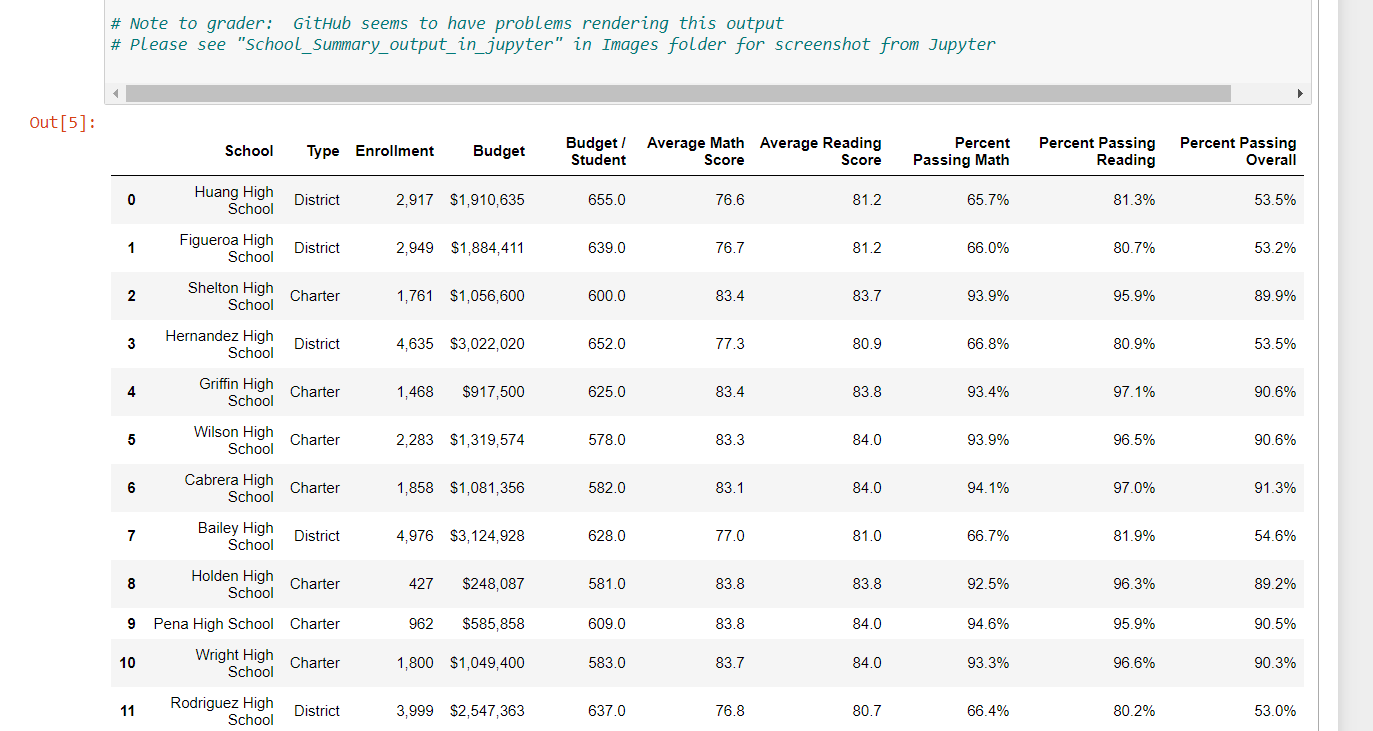 # Note to grader:  GitHub seems to have problems rendering this output
# Please see "School_Summary_output_in_jupyter" in Images folder for screenshot from Jupyter
Out[5]:
School Type Enrollment Budget Budget / Student Average Math Score Average Reading Score Percent Passing Math Percent Passing Reading Percent Passing Overall
0 Huang High School District 2,917 $1,910,635 655.0 76.6 81.2 65.7% 81.3% 53.5%
1 Figueroa High School District 2,949 $1,884,411 639.0 76.7 81.2 66.0% 80.7% 53.2%
2 Shelton High School Charter 1,761 $1,056,600 600.0 83.4 83.7 93.9% 95.9% 89.9%
3 Hernandez High School District 4,635 $3,022,020 652.0 77.3 80.9 66.8% 80.9% 53.5%
4 Griffin High School Charter 1,468 $917,500 625.0 83.4 83.8 93.4% 97.1% 90.6%
5 Wilson High School Charter 2,283 $1,319,574 578.0 83.3 84.0 93.9% 96.5% 90.6%
6 Cabrera High School Charter 1,858 $1,081,356 582.0 83.1 84.0 94.1% 97.0% 91.3%
7 Bailey High School District 4,976 $3,124,928 628.0 77.0 81.0 66.7% 81.9% 54.6%
8 Holden High School Charter 427 $248,087 581.0 83.8 83.8 92.5% 96.3% 89.2%
9 Pena High School Charter 962 $585,858 609.0 83.8 84.0 94.6% 95.9% 90.5%
10 Wright High School Charter 1,800 $1,049,400 583.0 83.7 84.0 93.3% 96.6% 90.3%
11 Rodriguez High School District 3,999 $2,547,363 637.0 76.8 80.7 66.4% 80.2% 53.0%